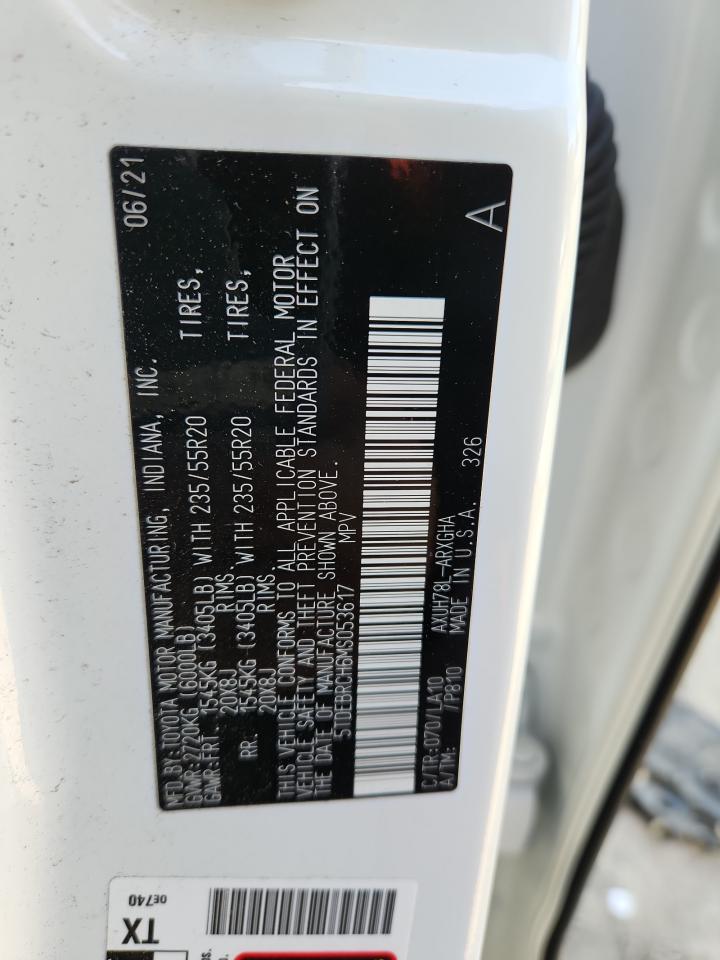 MFD BY:TOYOTA MOTOR MANUFACTURING, INDIANA, INC. 06/21
GVWR:2720KG (6000LB)
GAWR:FRT. 1545KG (3405LB) WITH 235/55R20 TIRES,
20X8J RIMS.
RR. 1545KG (3405LB) WITH 235/55R20 TIRES,
20X8J RIMS.
THIS VEHICLE CONFORMS TO ALL APPLICABLE FEDERAL MOTOR
VEHICLE SAFETY AND THEFT PREVENTION STANDARDS IN EFFECT ON
THE DATE OF MANUFACTURE SHOWN ABOVE.
5TDEBRCH6MS053617 MPV
C/TR:070/LA10 AXUH78L-ARXGHA A
A/TM: /P810 MADE IN U.S.A. 326
0E740
TX